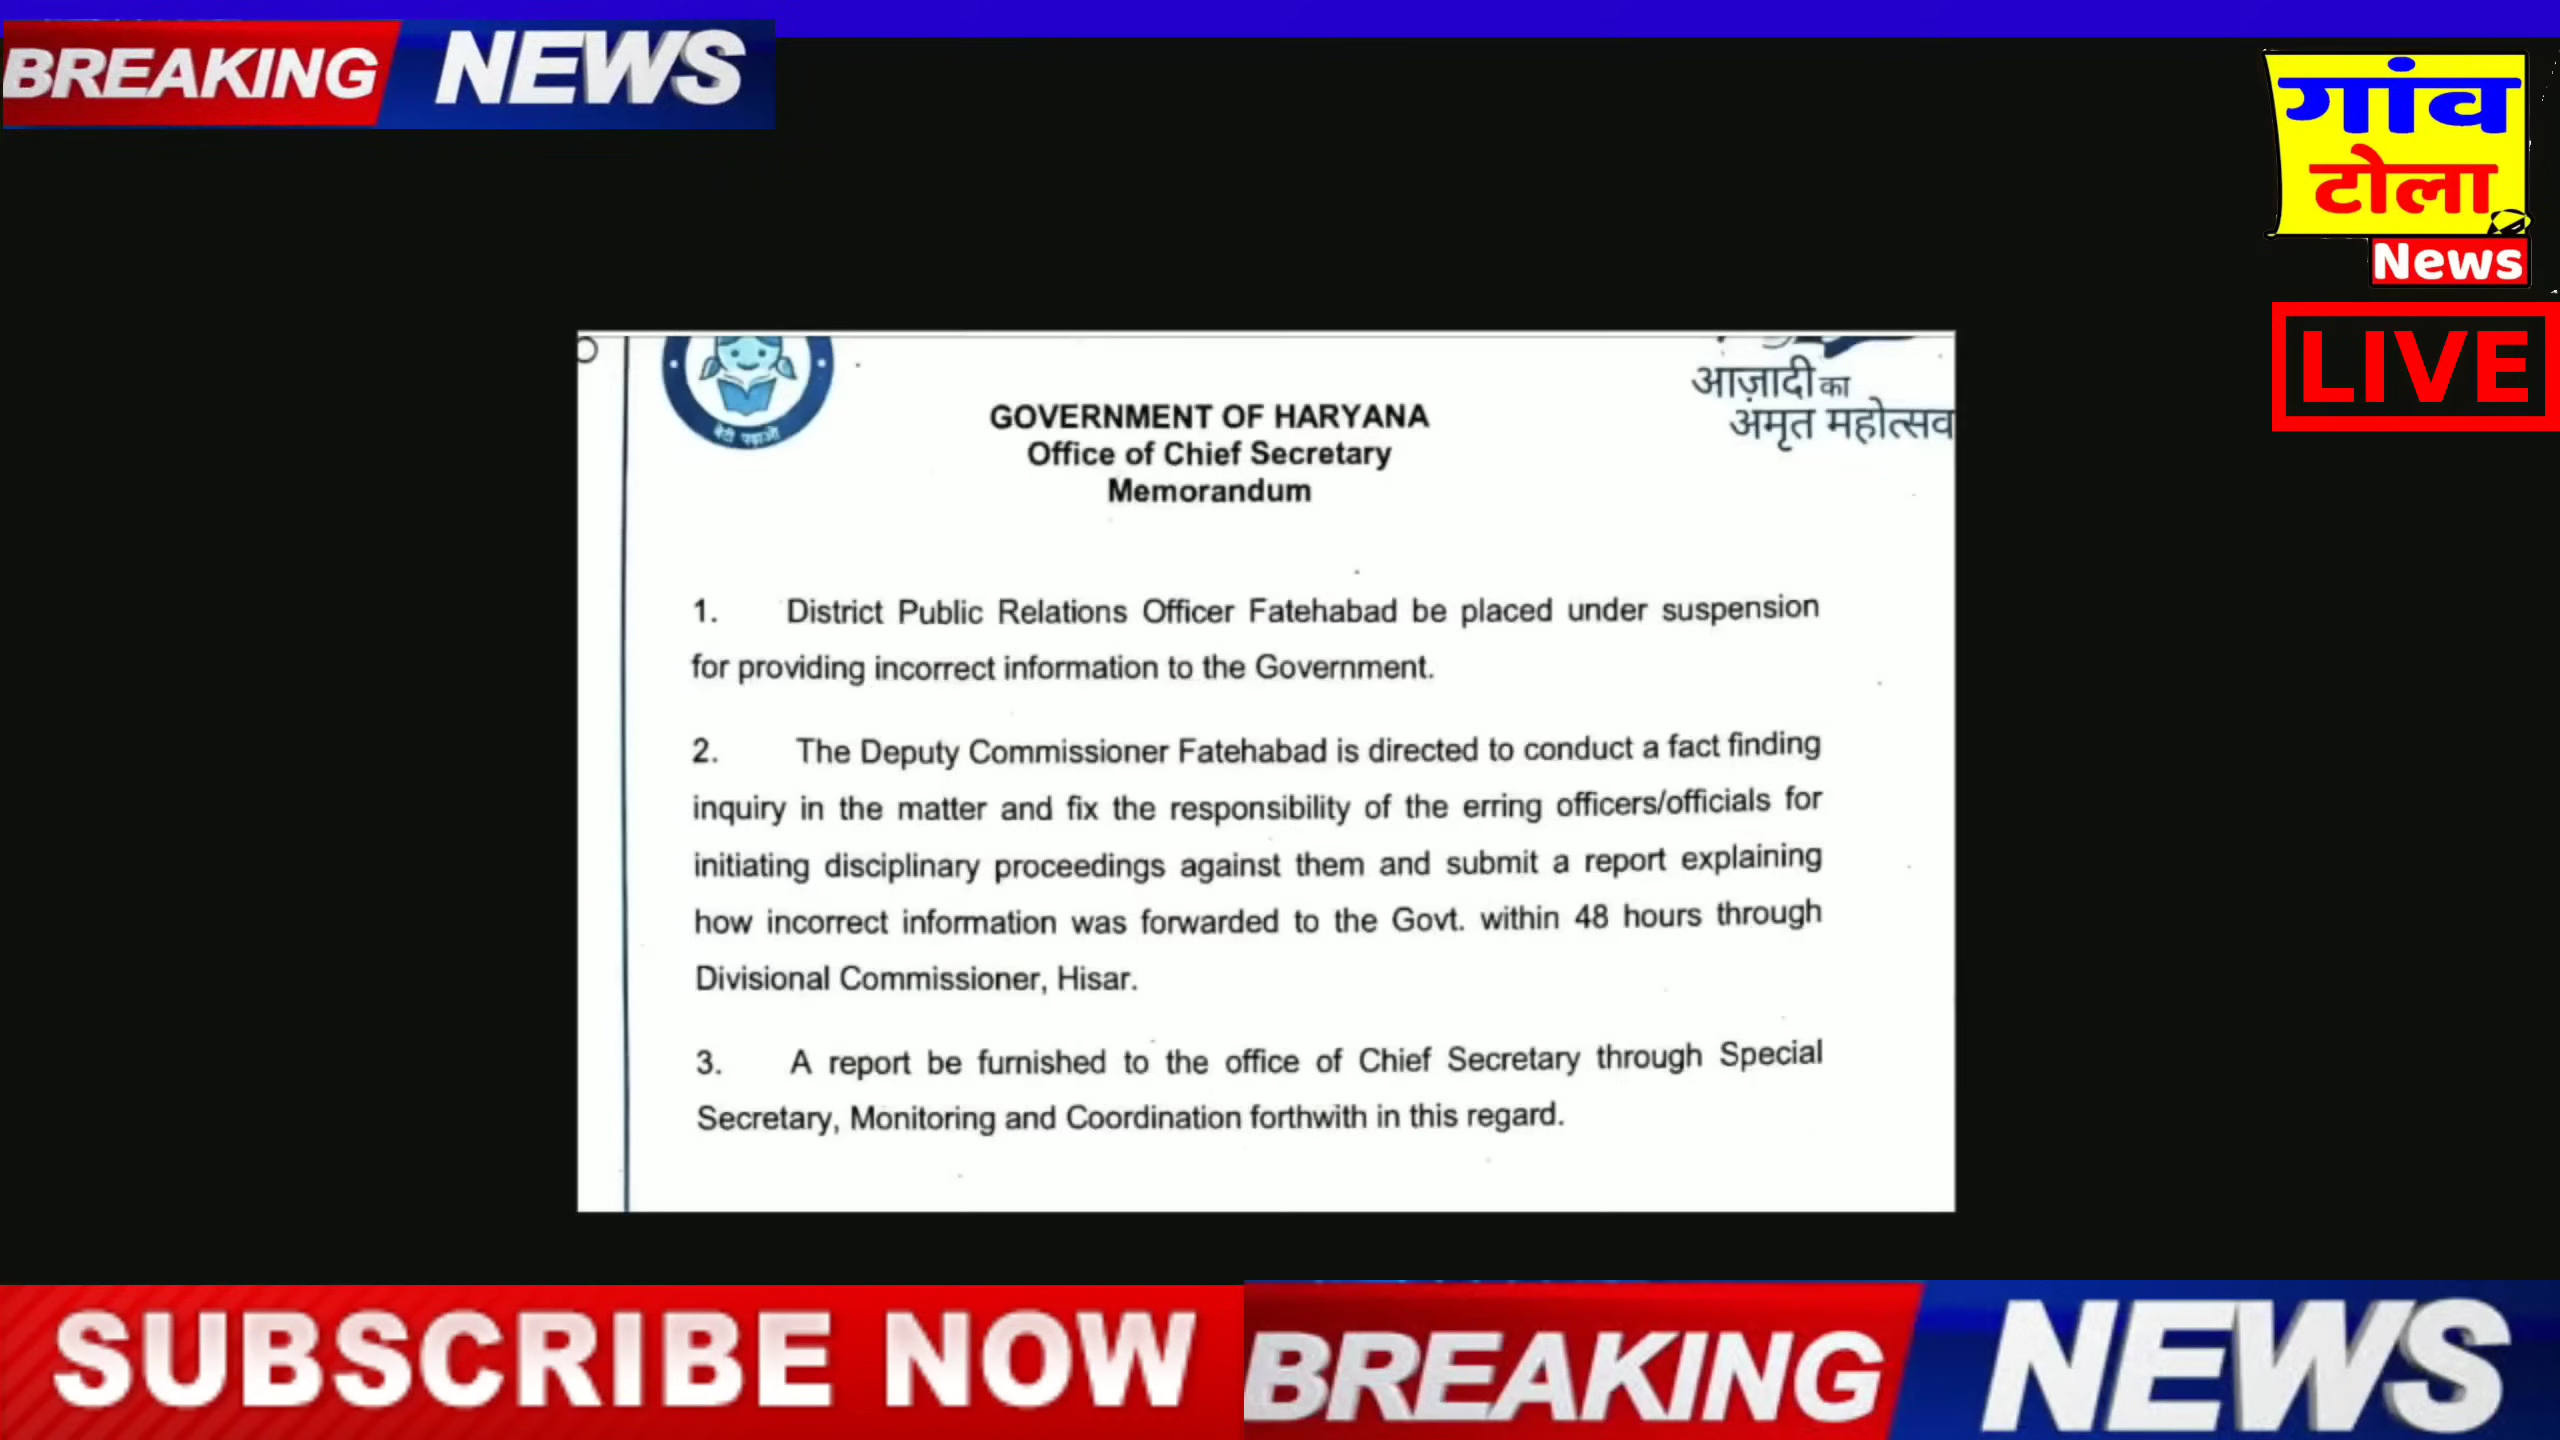 BREAKING NEWS
गांव
टोला
News
LIVE
बेटी पढ़ाओ
आज़ादी का
अमृत महोत्सव
GOVERNMENT OF HARYANA
Office of Chief Secretary
Memorandum
1. District Public Relations Officer Fatehabad be placed under suspension
for providing incorrect information to the Government.
2. The Deputy Commissioner Fatehabad is directed to conduct a fact finding
inquiry in the matter and fix the responsibility of the erring officers/officials for
initiating disciplinary proceedings against them and submit a report explaining
how incorrect information was forwarded to the Govt. within 48 hours through
Divisional Commissioner, Hisar.
3. A report be furnished to the office of Chief Secretary through Special
Secretary, Monitoring and Coordination forthwith in this regard.
SUBSCRIBE NOW
BREAKING NEWS